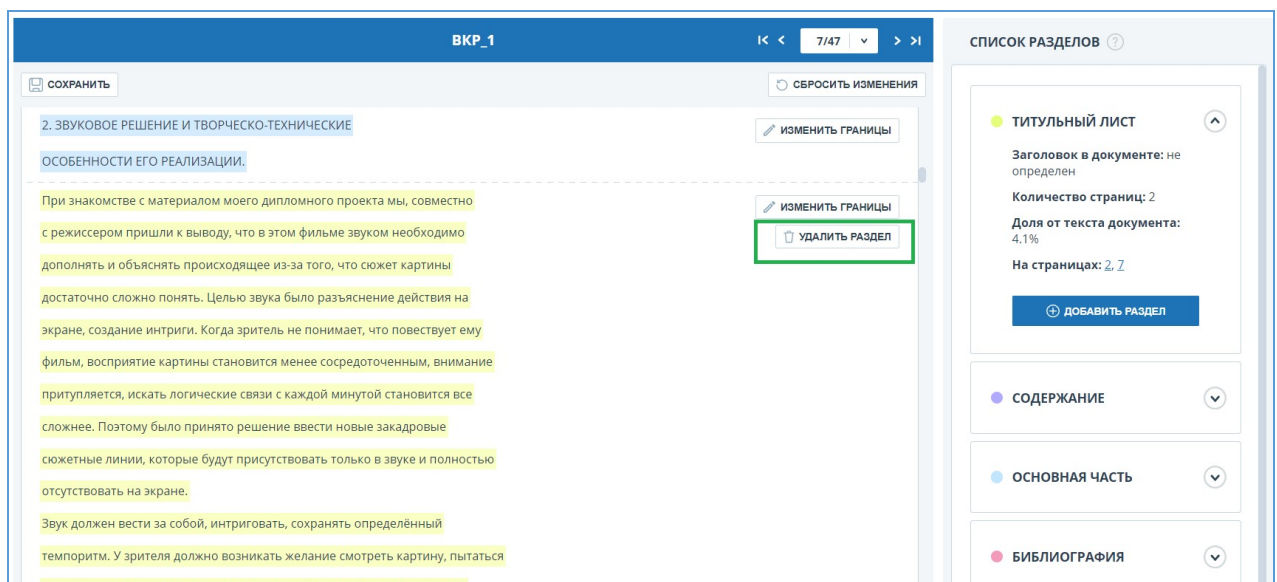 ВКР_1
7/47
СПИСОК РАЗДЕЛОВ ?
СОХРАНИТЬ
СБРОСИТЬ ИЗМЕНЕНИЯ
2. ЗВУКОВОЕ РЕШЕНИЕ И ТВОРЧЕСКО-ТЕХНИЧЕСКИЕ
ИЗМЕНИТЬ ГРАНИЦЫ
ОСОБЕННОСТИ ЕГО РЕАЛИЗАЦИИ.
При знакомстве с материалом моего дипломного проекта мы, совместно
ИЗМЕНИТЬ ГРАНИЦЫ
с режиссером пришли к выводу, что в этом фильме звуком необходимо
УДАЛИТЬ РАЗДЕЛ
дополнять и объяснять происходящее из-за того, что сюжет картины
достаточно сложно понять. Целью звука было разъяснение действия на
экране, создание интриги. Когда зритель не понимает, что повествует ему
фильм, восприятие картины становится менее сосредоточенным, внимание
притупляется, искать логические связи с каждой минутой становится все
сложнее. Поэтому было принято решение ввести новые закадровые
сюжетные линии, которые будут присутствовать только в звуке и полностью
отсутствовать на экране.
Звук должен вести за собой, интриговать, сохранять определённый
темпоритм. У зрителя должно возникать желание смотреть картину, пытаться
ТИТУЛЬНЫЙ ЛИСТ
Заголовок в документе: не
определен
Количество страниц: 2
Доля от текста документа:
4.1%
На страницах: 2, 7
ДОБАВИТЬ РАЗДЕЛ
СОДЕРЖАНИЕ
ОСНОВНАЯ ЧАСТЬ
БИБЛИОГРАФИЯ